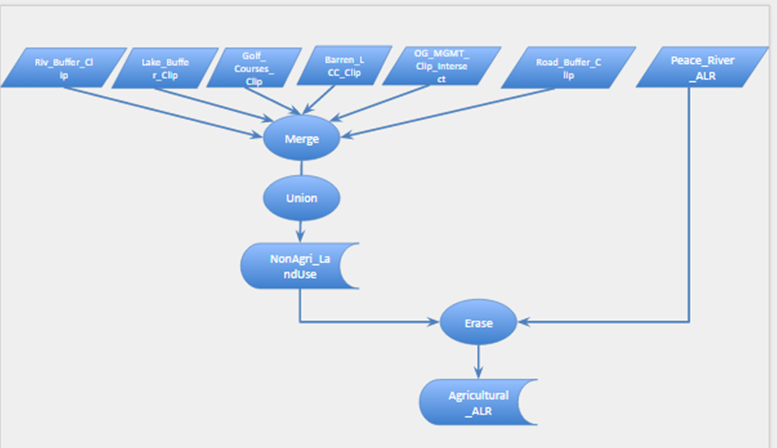 Riv_Buffer_Cl
ip
Lake_Buffe
r_Clip
Golf_
Courses_
Clip
Barren_L
CC_Clip
OG_MGMT_
Clip_Interse
ct
Road_Buffer_C
lip
Peace_River
_ALR
Merge
Union
NonAgri_La
ndUse
Erase
Agricultural
_ALR